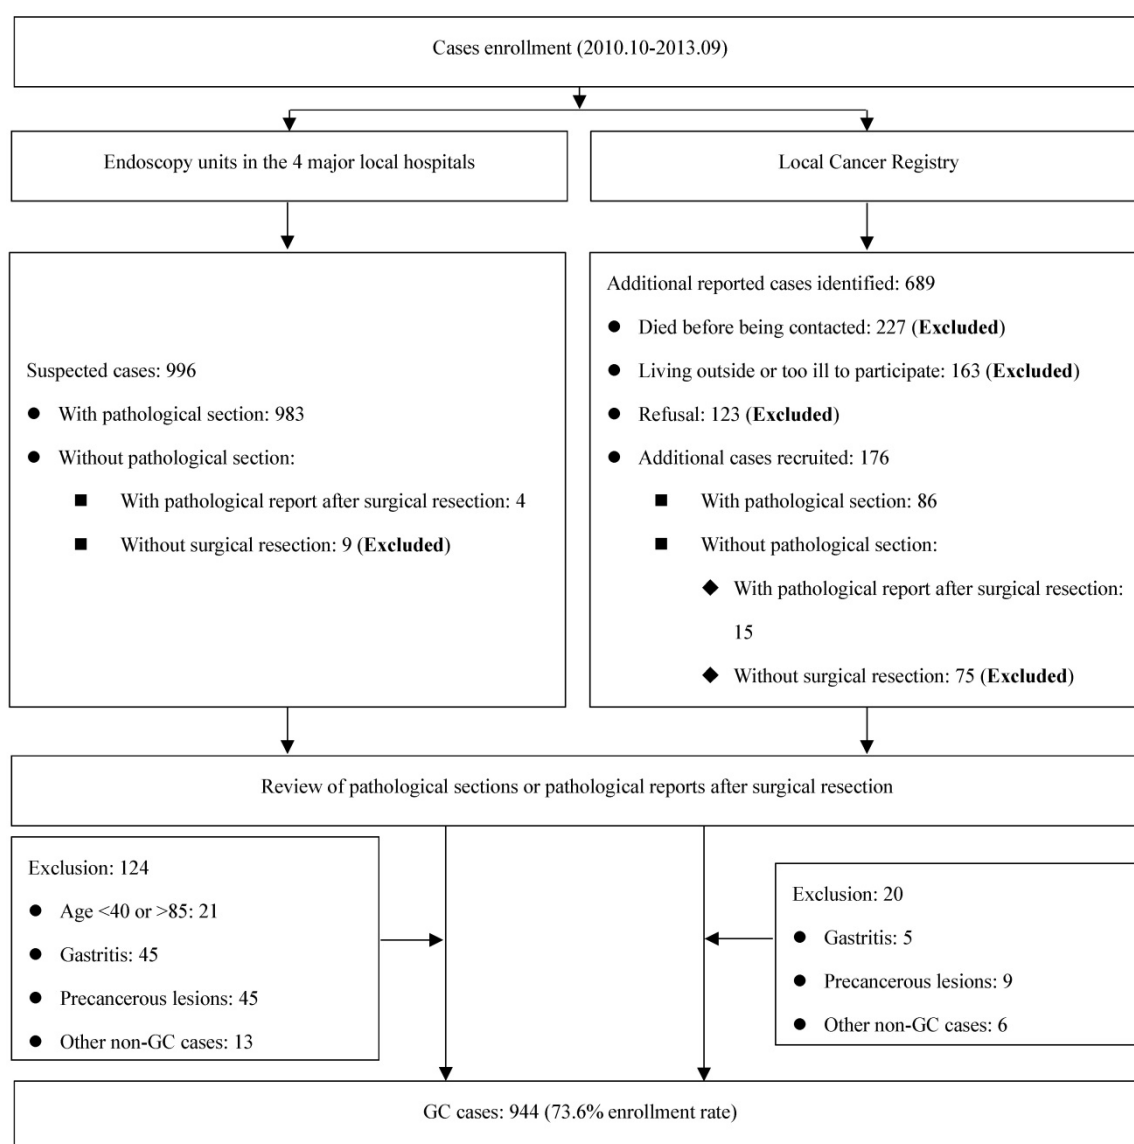 Cases enrollment (2010.10-2013.09)
Endoscopy units in the 4 major local hospitals
Local Cancer Registry
Suspected cases: 996
● With pathological section: 983
● Without pathological section:
■ With pathological report after surgical resection: 4
■ Without surgical resection: 9 (Excluded)
Additional reported cases identified: 689
● Died before being contacted: 227 (Excluded)
● Living outside or too ill to participate: 163 (Excluded)
● Refusal: 123 (Excluded)
● Additional cases recruited: 176
■ With pathological section: 86
■ Without pathological section:
◆ With pathological report after surgical resection:
15
◆ Without surgical resection: 75 (Excluded)
Review of pathological sections or pathological reports after surgical resection
Exclusion: 124
● Age <40 or >85: 21
● Gastritis: 45
● Precancerous lesions: 45
● Other non-GC cases: 13
Exclusion: 20
● Gastritis: 5
● Precancerous lesions: 9
● Other non-GC cases: 6
GC cases: 944 (73.6% enrollment rate)